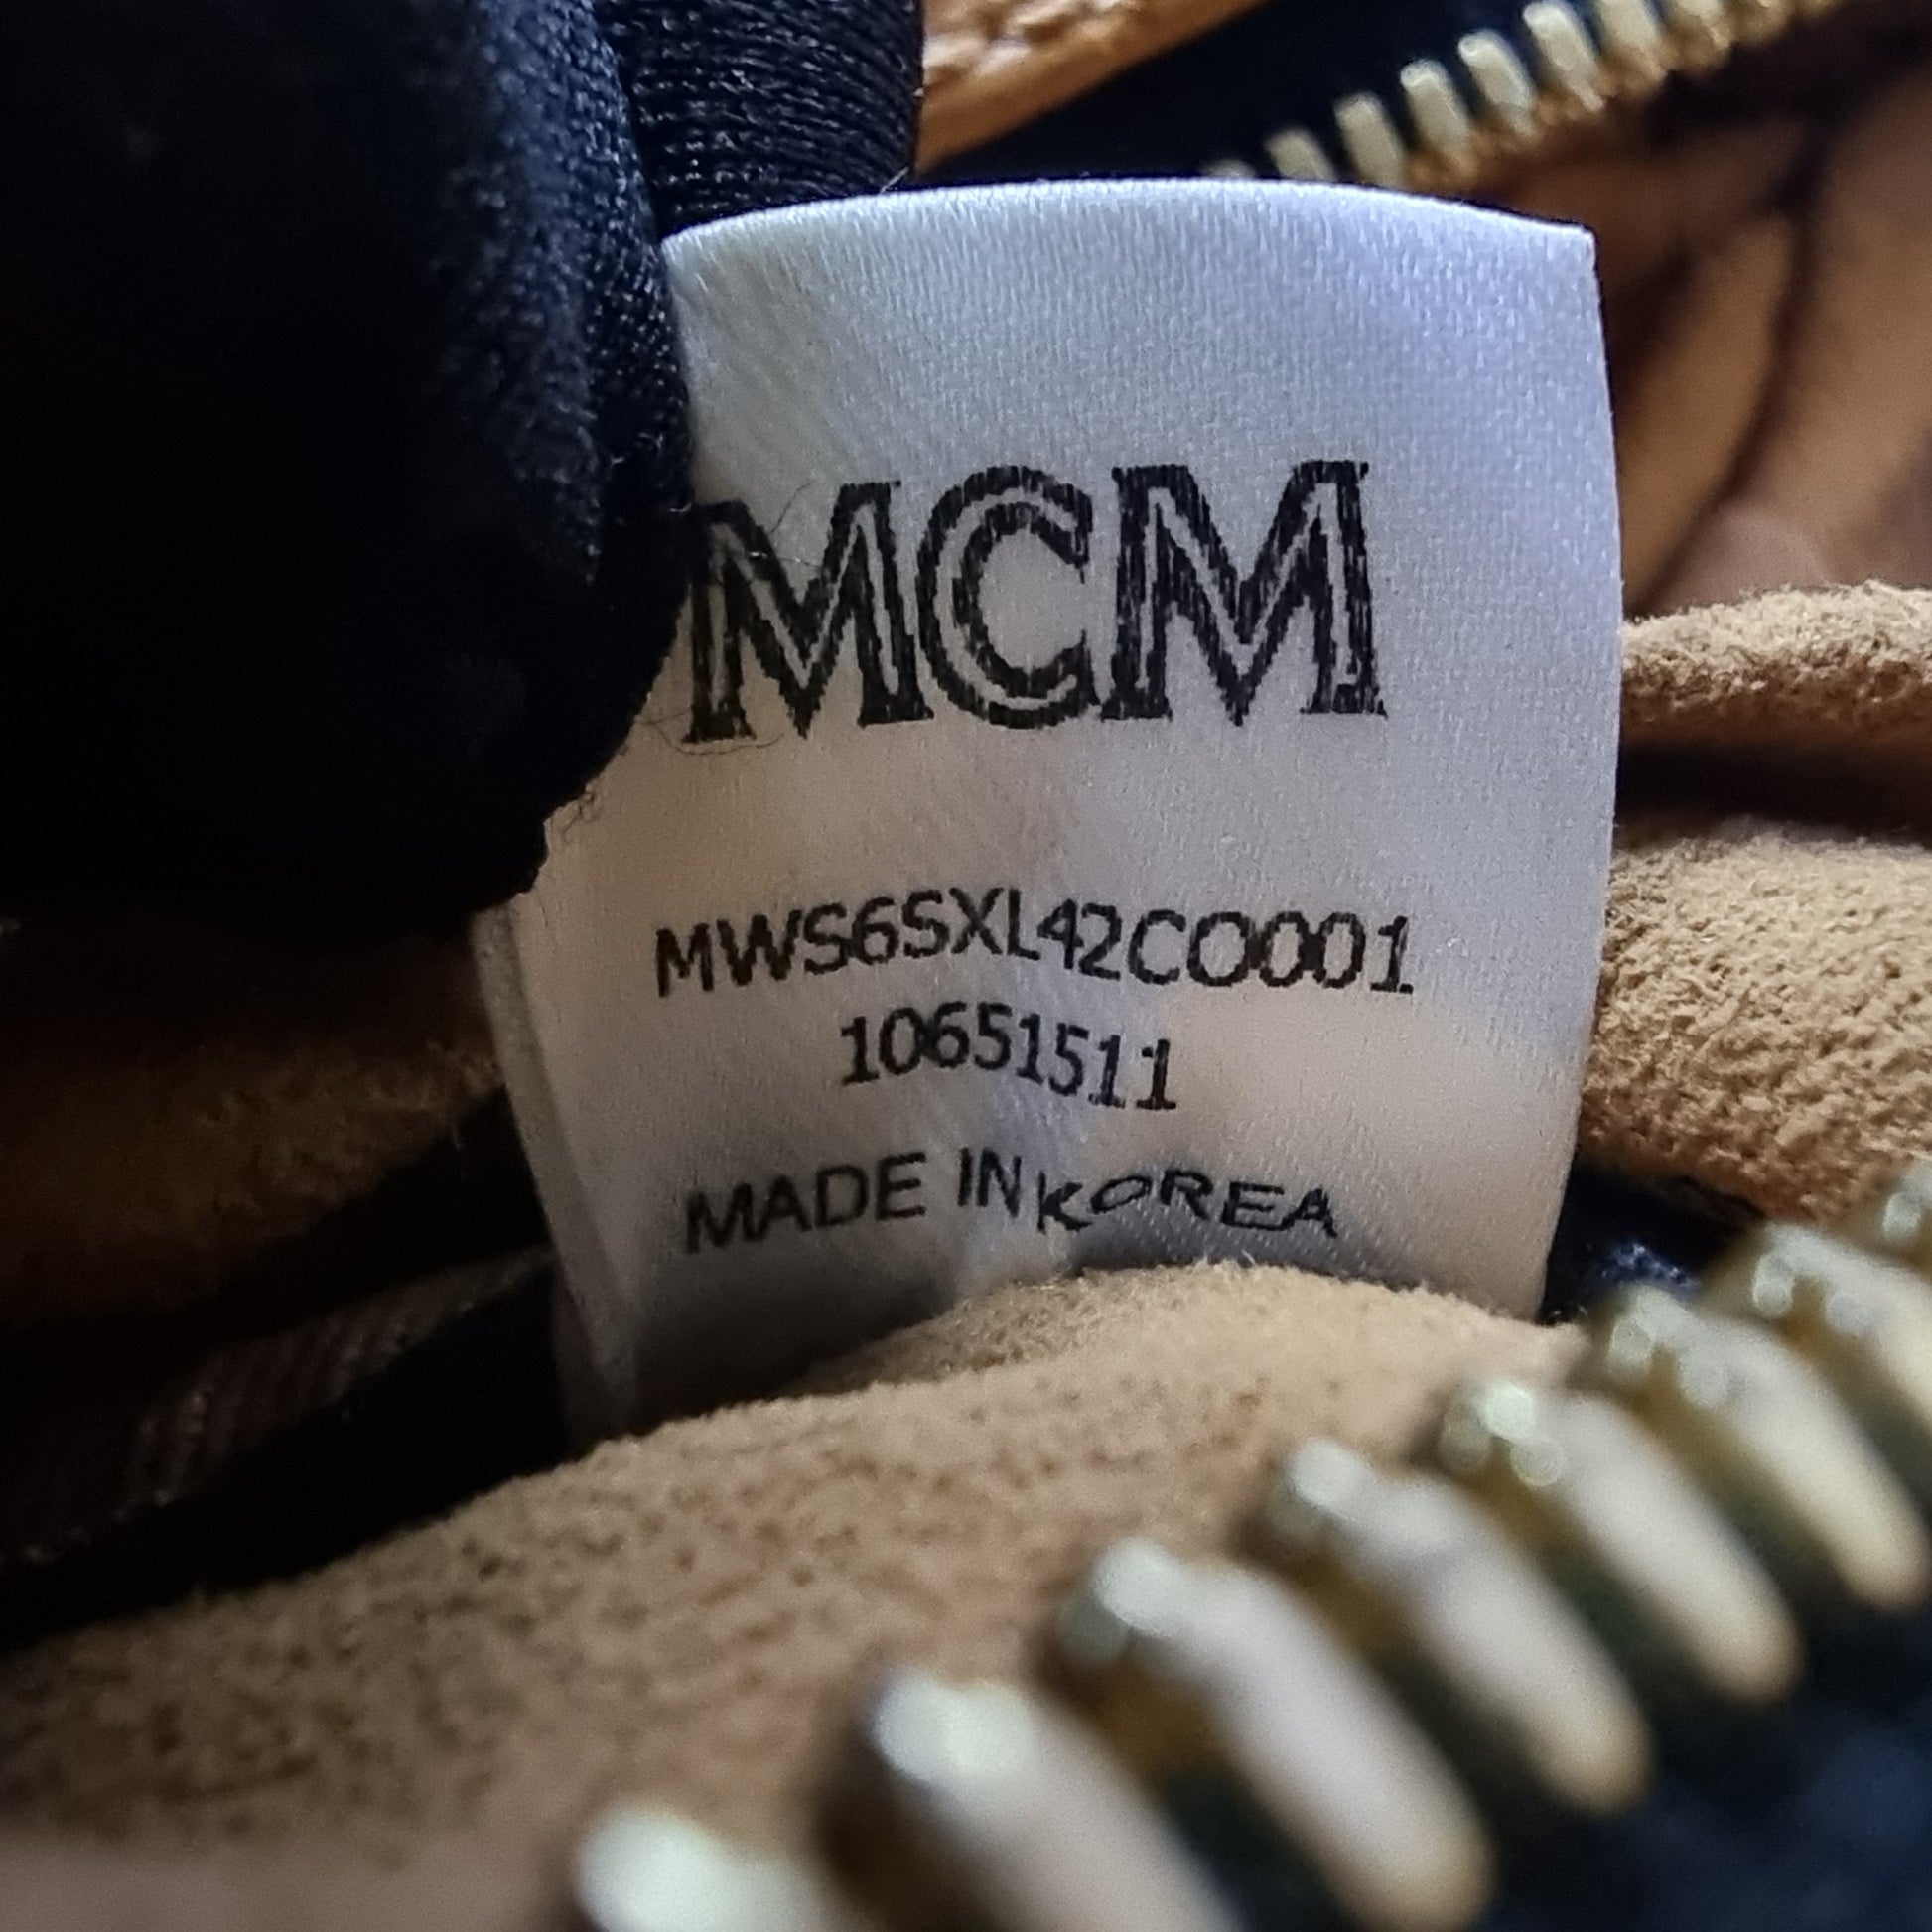 MCM
MWS6SXL42CO001
10651511
MADE IN KOREA